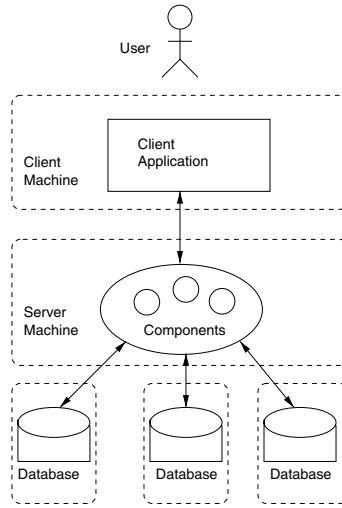 User
Client
Application
Client
Machine
Server
Machine
Components
Database
Database
Database